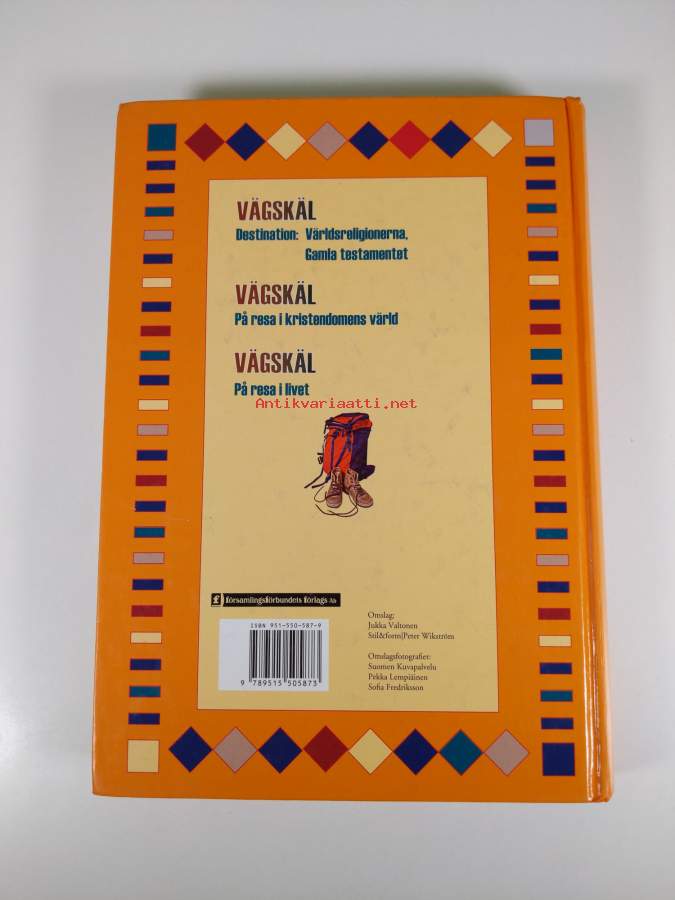 VÄGSKÄL
Destination: Världsreligionerna,
Gamla testamentet
VÄGSKÄL
På resa i kristendomens värld
VÄGSKÄL
På resa i livet
Antikvariaatti.net
f församlingsförbundets förlags Ab
ISBN 951-550-587-9
9 789515 505873
Omslag:
Jukka Valtonen
Stil&form/Peter Wikström
Omslagsfotografier:
Suomen Kuvapalvelu
Pekka Lempiäinen
Sofia Fredriksson